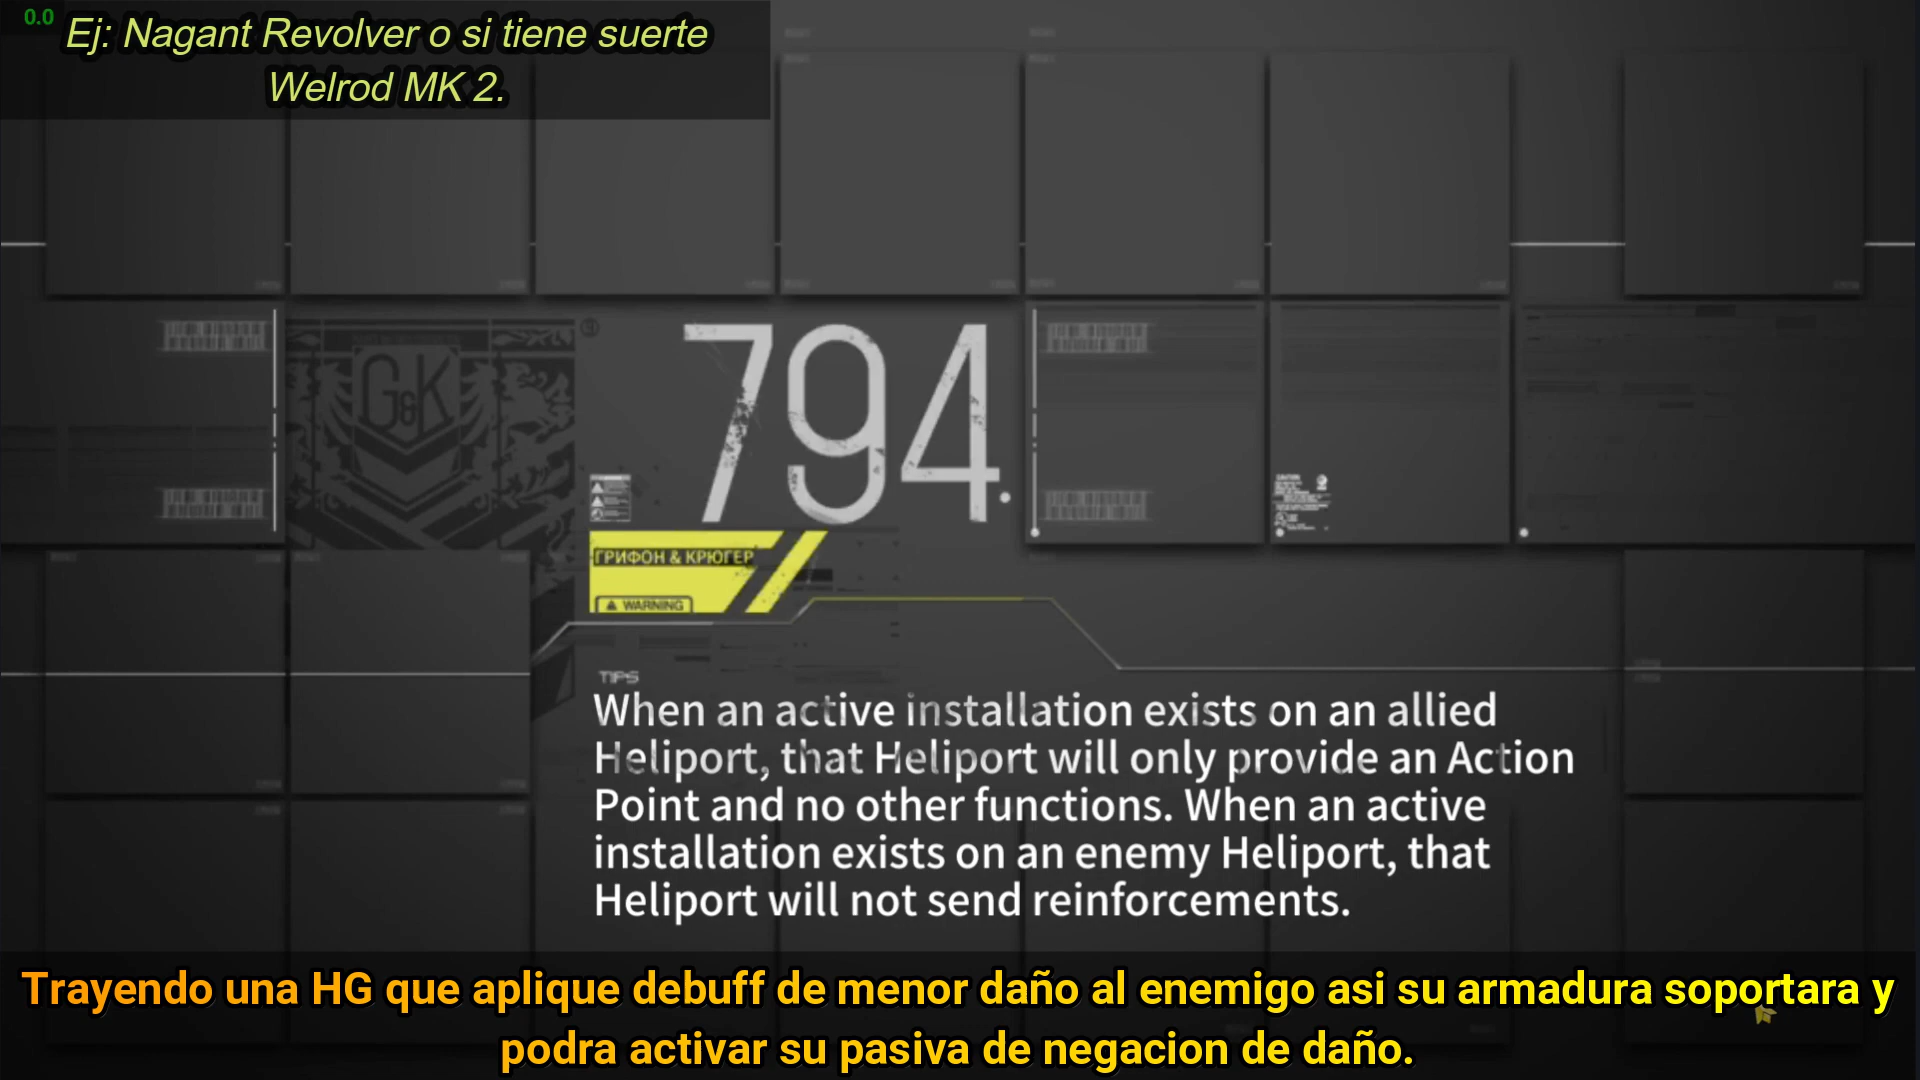 0.0
Ej: Nagant Revolver o si tiene suerte
Welrod MK 2.
G&K
794.
ГРИФОН & КРЮГЕР
WARNING
TIPS
When an active installation exists on an allied
Heliport, that Heliport will only provide an Action
Point and no other functions. When an active
installation exists on an enemy Heliport, that
Heliport will not send reinforcements.
Trayendo una HG que aplique debuff de menor daño al enemigo asi su armadura soportara y
podra activar su pasiva de negacion de daño.